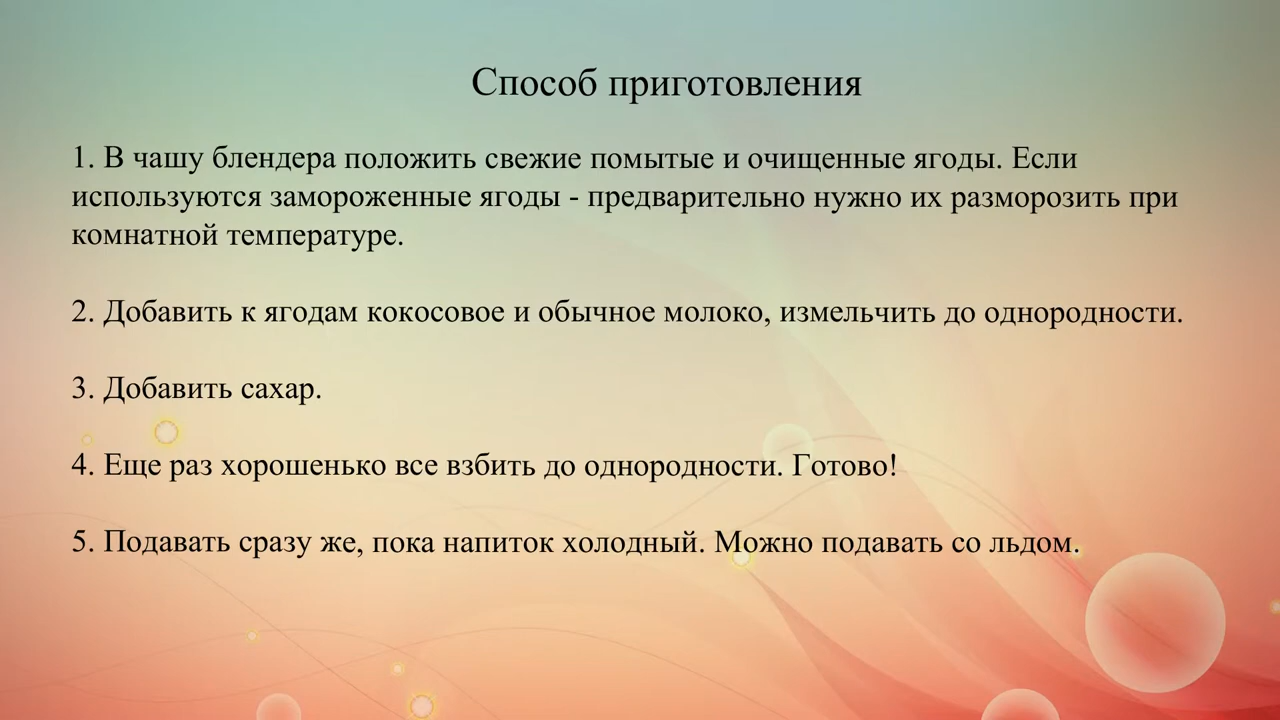 Способ приготовления
1. В чашу блендера положить свежие помытые и очищенные ягоды. Если
используются замороженные ягоды - предварительно нужно их разморозить при
комнатной температуре.
2. Добавить к ягодам кокосовое и обычное молоко, измельчить до однородности.
3. Добавить сахар.
4. Еще раз хорошенько все взбить до однородности. Готово!
5. Подавать сразу же, пока напиток холодный. Можно подавать со льдом.